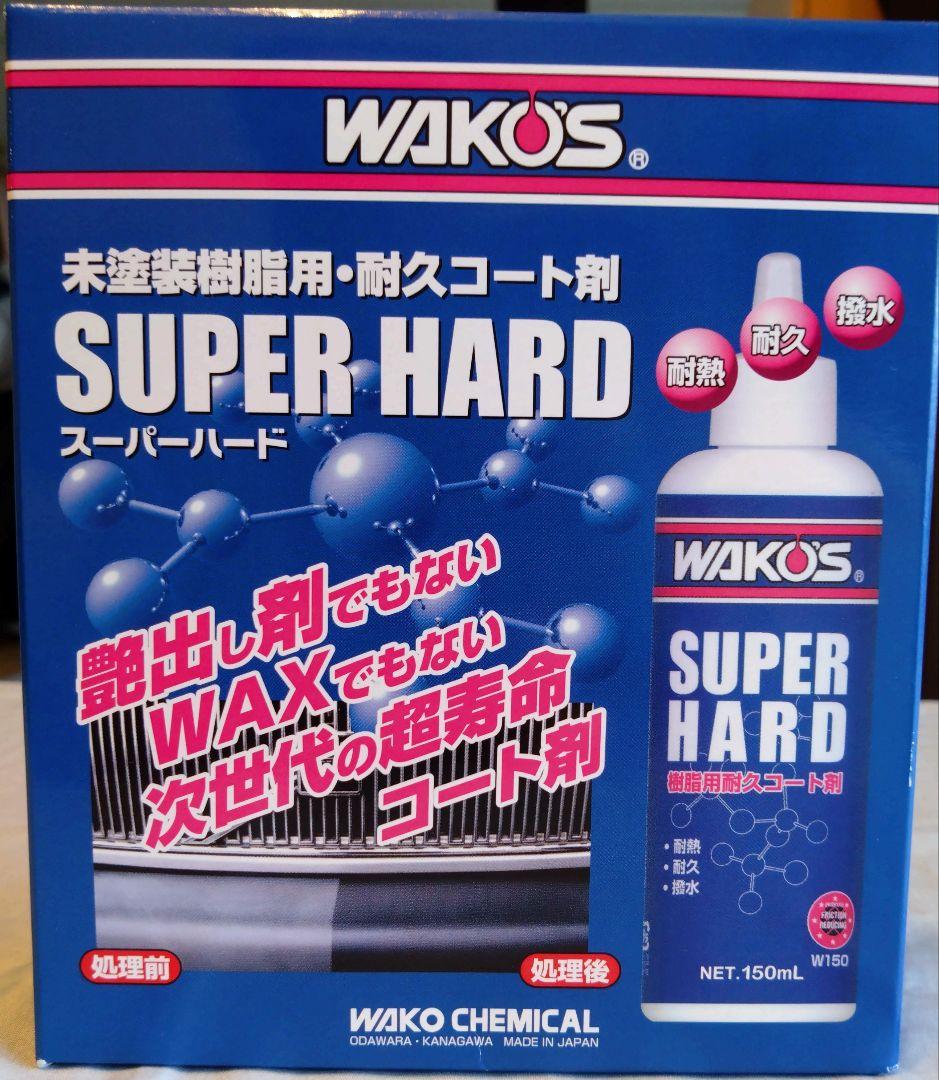 WAKO'S®
未塗装樹脂用・耐久コート剤
SUPER HARD
スーパーハード
耐熱
耐久
撥水
艶出し剤でもない
WAXでもない
次世代の超寿命
コート剤
処理前
処理後
WAKO'S®
SUPER
HARD
樹脂用耐久コート剤
・耐熱
・耐久
・撥水
FRICTION
REDUCING
W150
NET.150mL
WAKO CHEMICAL
ODAWARA・KANAGAWA MADE IN JAPAN